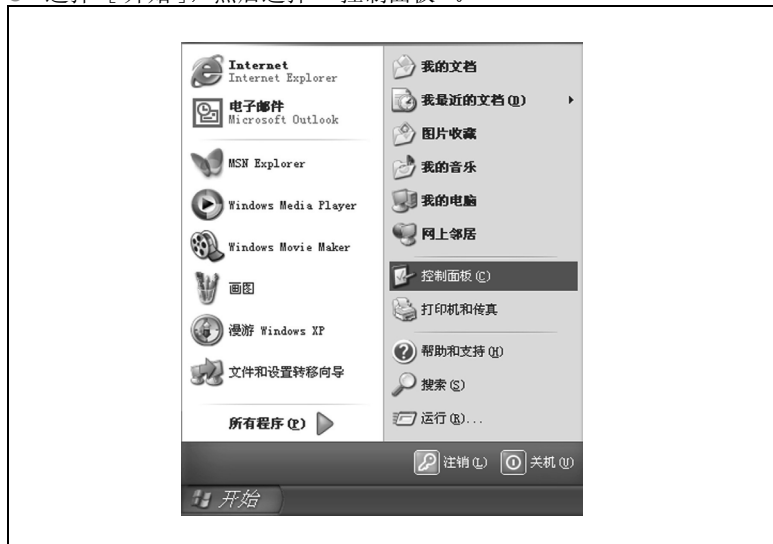 选择 [开始], 然后选择 "控制面板"。
Internet
Internet Explorer
电子邮件
Microsoft Outlook
MSN Explorer
Windows Media Player
Windows Movie Maker
画图
漫游 Windows XP
文件和设置转移向导
所有程序(P)
我的文档
我最近的文档(D)
图片收藏
我的音乐
我的电脑
网上邻居
控制面板(C)
打印机和传真
帮助和支持(H)
搜索(S)
运行(R)...
注销(L)
关机(U)
开始